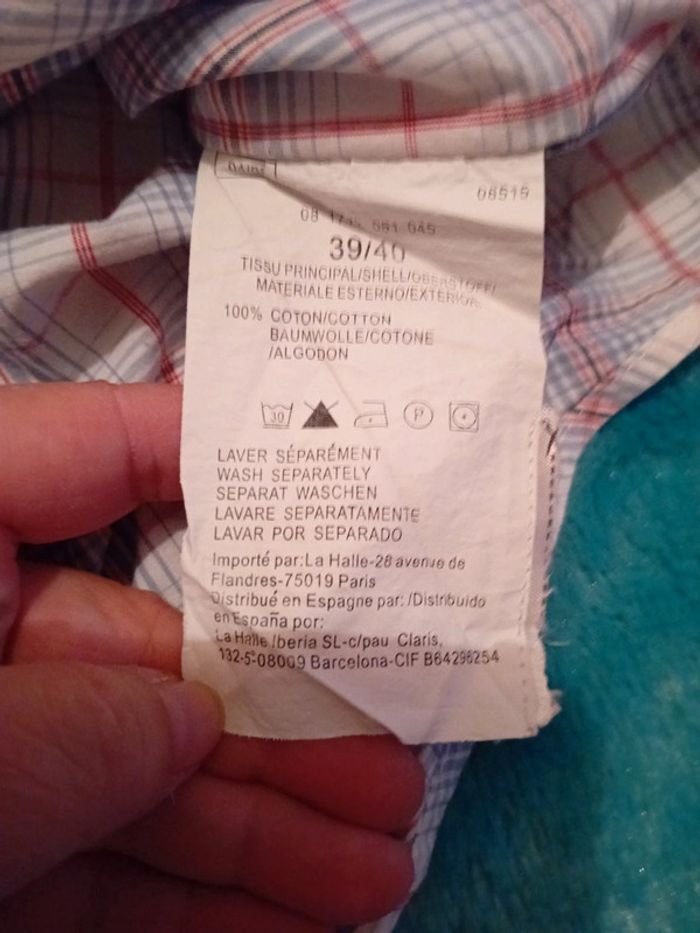 08519
39/40
TISSU PRINCIPAL/SHELL/OBERSTOFF/
MATERIALE ESTERNO/EXTERIOR
100% COTON/COTTON
BAUMWOLLE/COTONE
/ALGODON
30
P
LAVER SÉPARÉMENT
WASH SEPARATELY
SEPARAT WASCHEN
LAVARE SEPARATAMENTE
LAVAR POR SEPARADO
Importé par:La Halle-28 avenue de
Flandres-75019 Paris
Distribué en Espagne par: /Distribuido
en España por:
La Halle Iberia SL-c/pau Claris,
132-5º08009 Barcelona-CIF B64296254